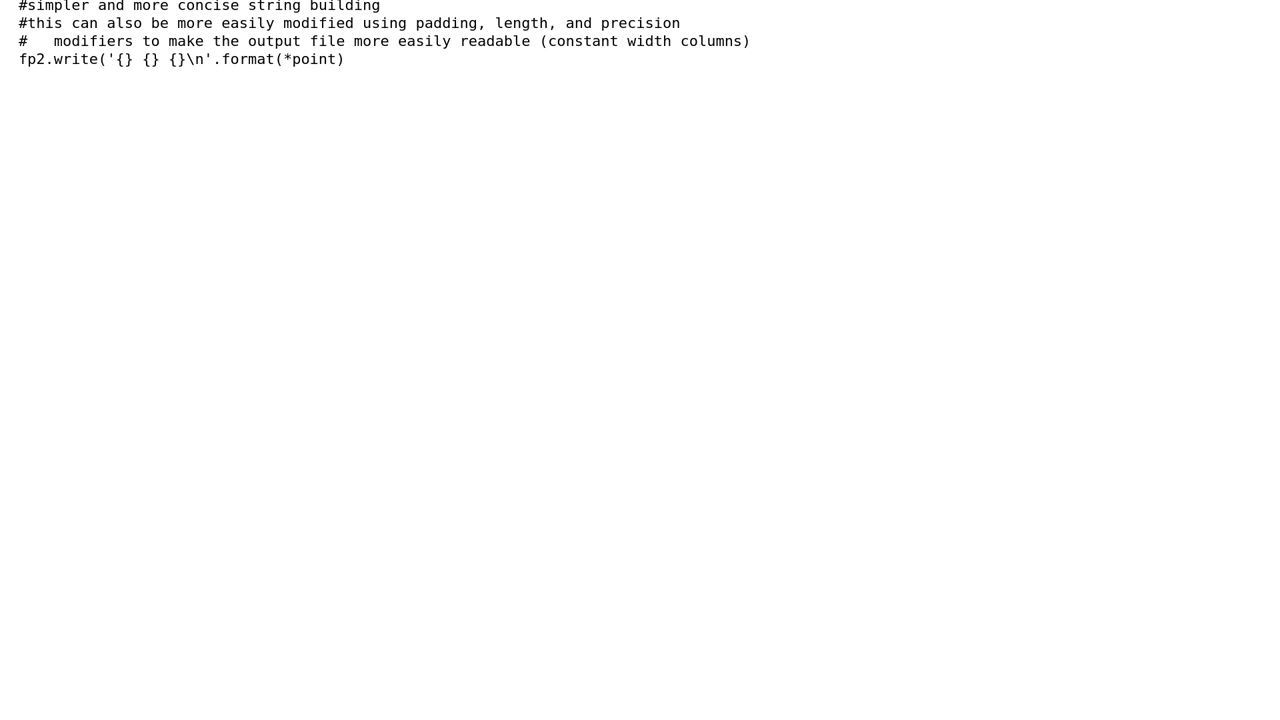 #simpler and more concise string building
#this can also be more easily modified using padding, length, and precision
#   modifiers to make the output file more easily readable (constant width columns)
fp2.write('{} {} {}\n'.format(*point)